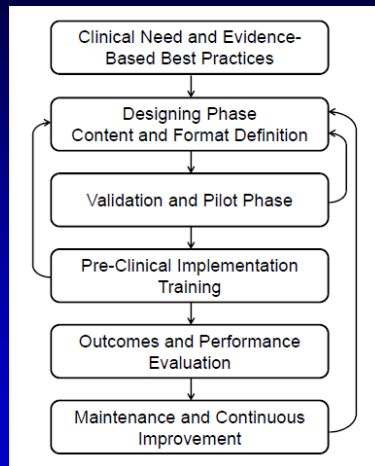 Clinical Need and Evidence-
Based Best Practices
Designing Phase
Content and Format Definition
Validation and Pilot Phase
Pre-Clinical Implementation
Training
Outcomes and Performance
Evaluation
Maintenance and Continuous
Improvement